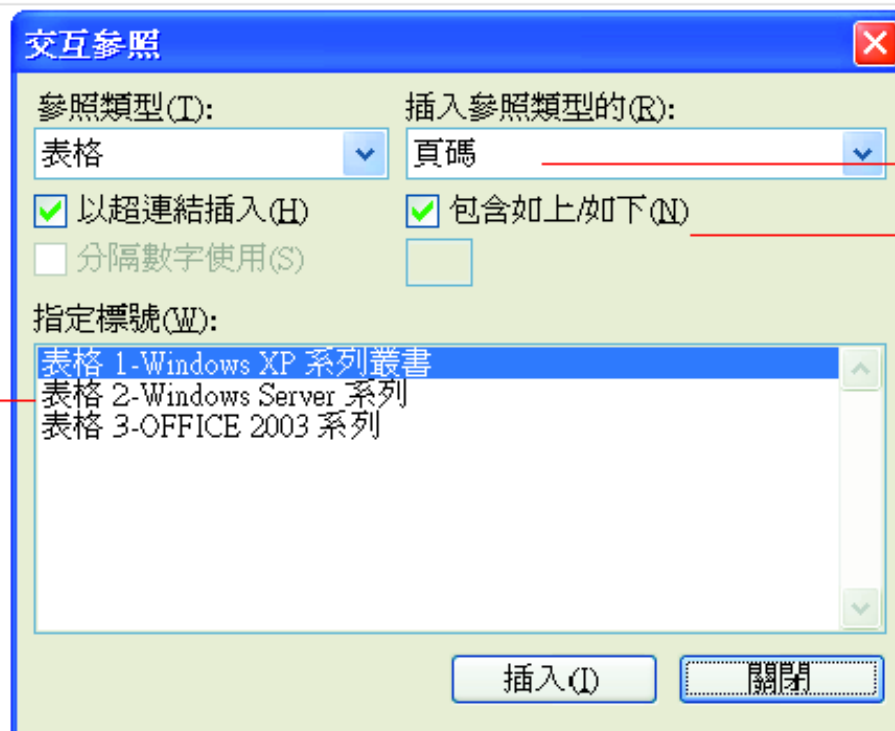 交互參照
參照類型(T): 插入參照類型的(R):
表格 頁碼
以超連結插入(H) 包含如上/如下(N)
分隔數字使用(S)
指定標號(W):
表格 1-Windows XP 系列叢書
表格 2-Windows Server 系列
表格 3-OFFICE 2003 系列
插入(I) 關閉